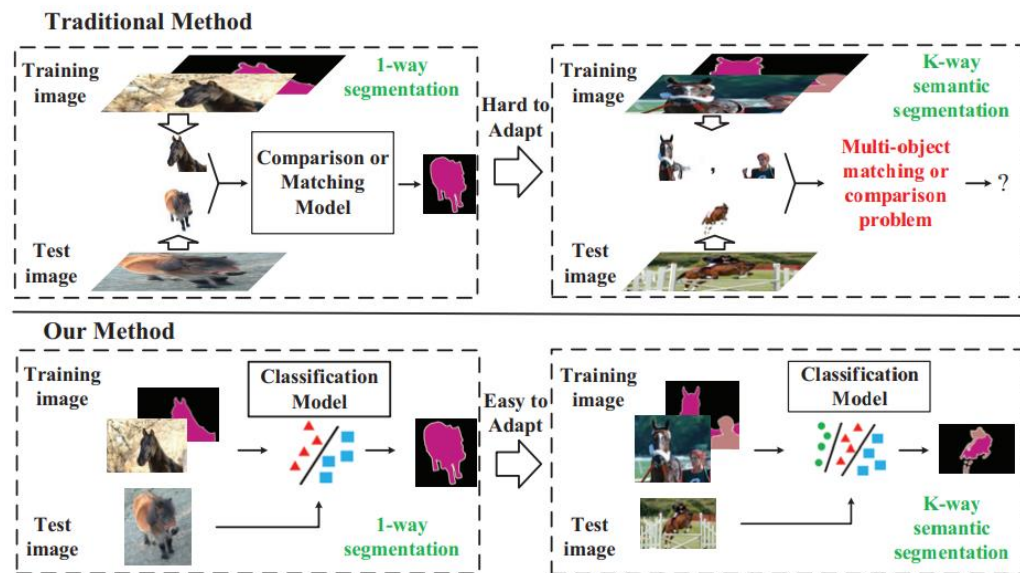 Traditional Method
Training
image
1-way
segmentation
Comparison or
Matching
Model
Test
image
Hard to
Adapt
Training
image
K-way
semantic
segmentation
,
Multi-object
matching or
comparison
problem
?
Test
image
Our Method
Training
image
Classification
Model
Test
image
1-way
segmentation
Easy to
Adapt
Training
image
Classification
Model
Test
image
K-way
semantic
segmentation